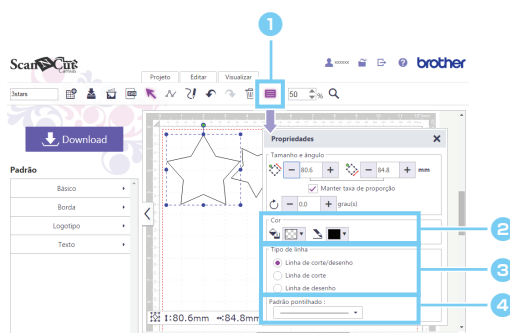 1
ScanNCut
Canvas
xxxxxx
brother
Projeto Editar Visualizar
3stars
50 %
Download
Padrão
Básico
Borda
Logotipo
Texto
Propriedades
Tamanho e ângulo
80.6 84.8 mm
Manter taxa de proporção
0.0 grau(s)
Cor
2
Tipo de linha
Linha de corte/desenho
3
Linha de corte
Linha de desenho
Padrão pontilhado :
4
80.6mm 84.8mm